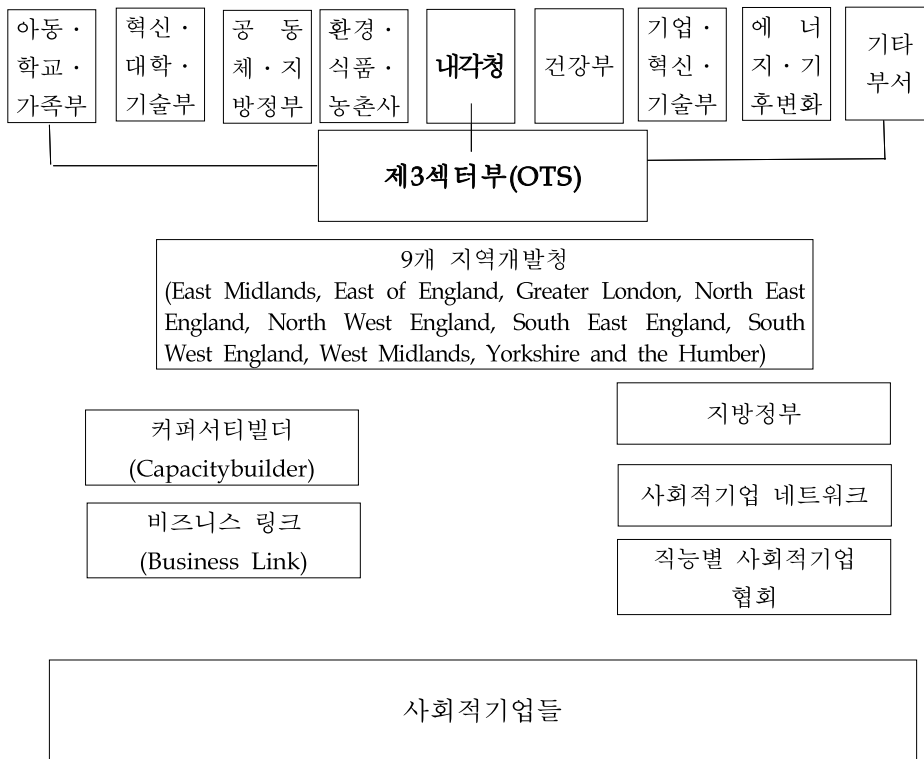 아동·
학교·
가족부
혁신·
대학·
기술부
공 동
체·지
방정부
환경·
식품·
농촌사
내각청
건강부
기업·
혁신·
기술부
에 너
지·기
후변화
기타
부서
제3섹터부(OTS)
9개 지역개발청
(East Midlands, East of England, Greater London, North East
England, North West England, South East England, South
West England, West Midlands, Yorkshire and the Humber)
커퍼서티빌더
(Capacitybuilder)
비즈니스 링크
(Business Link)
지방정부
사회적기업 네트워크
직능별 사회적기업
협회
사회적기업들